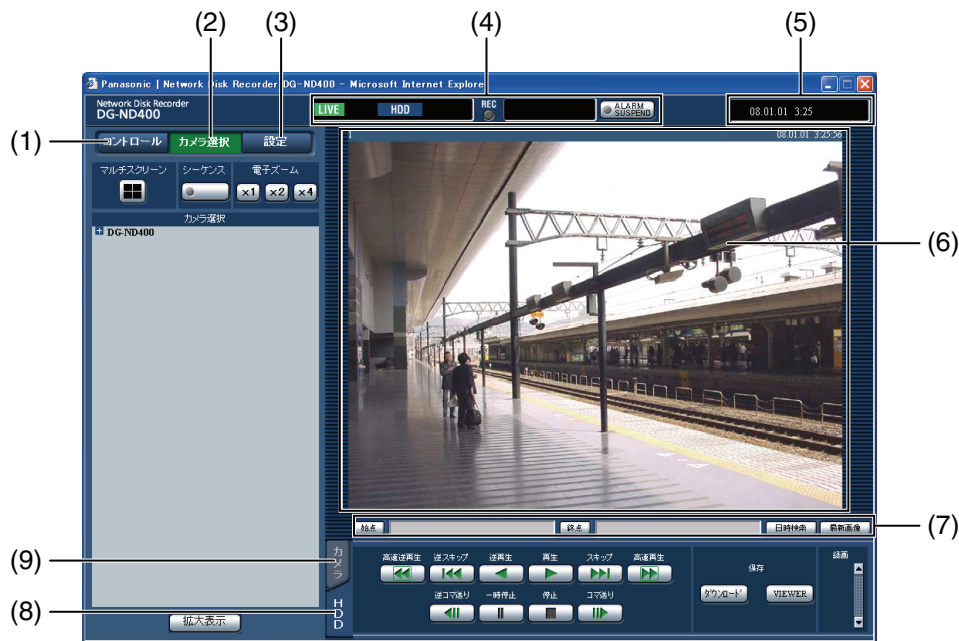 (2)
(3)
(4)
(5)
Panasonic | Network Disk Recorder DG-ND400 - Microsoft Internet Explorer
Network Disk Recorder
DG-ND400
LIVE HDD REC ALARM SUSPEND
08.01.01 3:25
(1)
コントロール カメラ選択 設定
1 08.01.01 3:25:56
マルチスクリーン シーケンス 電子ズーム
×1 ×2 ×4
カメラ選択
DG-ND400
(6)
始点 終点 日時検索 最新画像
(7)
(9)
カメラ
高速逆再生 逆スキップ 逆再生 再生 スキップ 高速再生
保存
録画
ダウンロード VIEWER
(8)
HDD
逆コマ送り 一時停止 停止 コマ送り
拡大表示